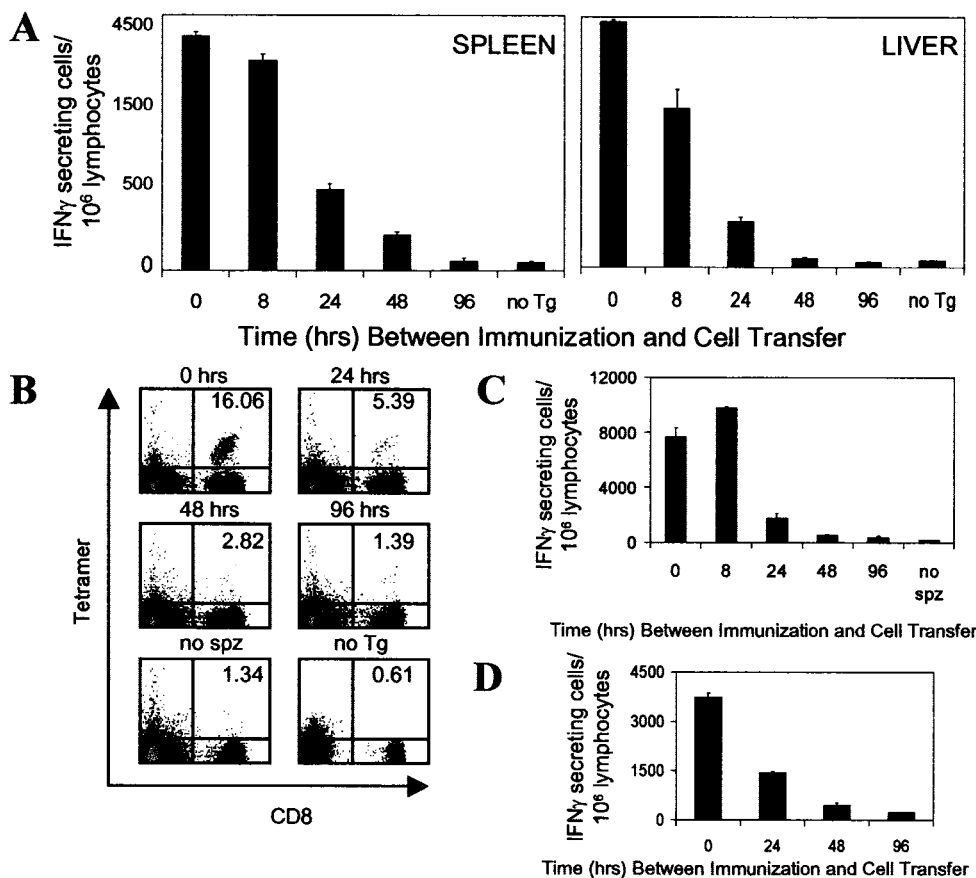 A
SPLEEN
LIVER
IFNγ secreting cells/
10⁶ lymphocytes
4500
1500
500
0
0 8 24 48 96 no Tg
0 8 24 48 96 no Tg
Time (hrs) Between Immunization and Cell Transfer
B
0 hrs
24 hrs
16.06
5.39
48 hrs
96 hrs
2.82
1.39
no spz
no Tg
1.34
0.61
Tetramer
CD8
C
IFNγ secreting cells/
10⁶ lymphocytes
12000
9000
6000
3000
0
0 8 24 48 96 no
spz
Time (hrs) Between Immunization and Cell Transfer
D
IFNγ secreting cells/
10⁶ lymphocytes
4500
3000
1500
0
0 24 48 96
Time (hrs) Between Immunization and Cell Transfer